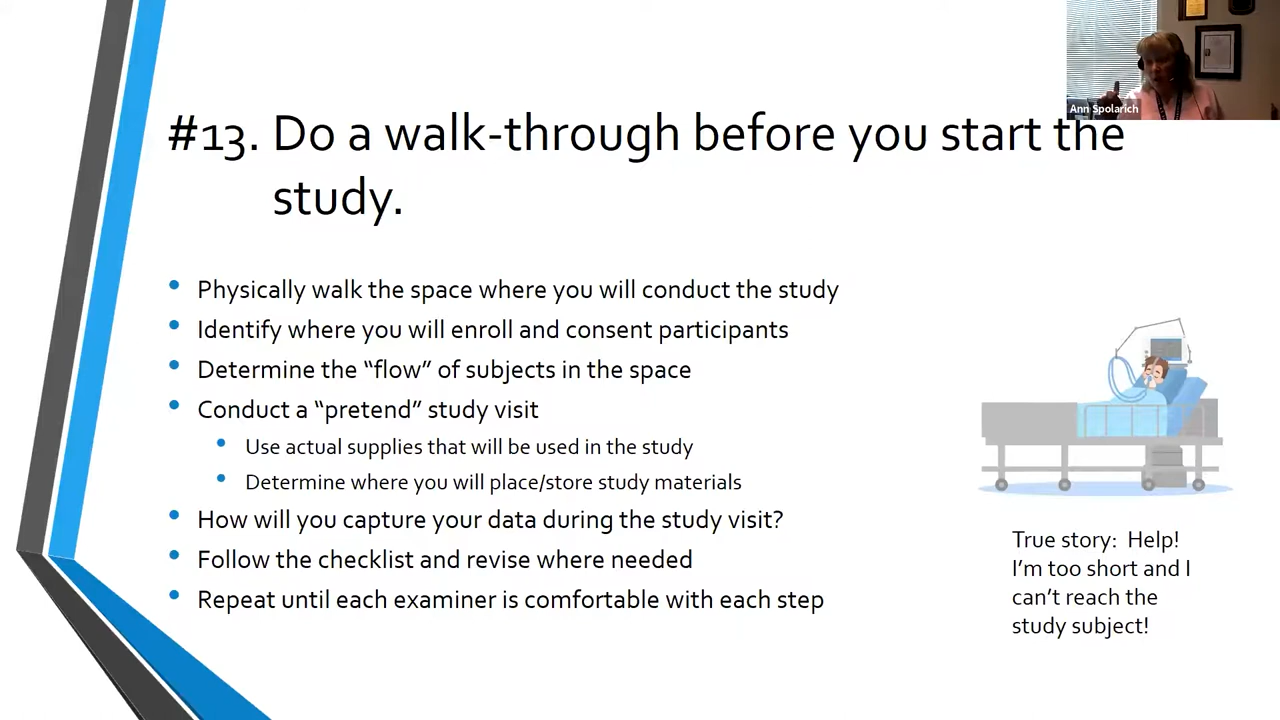 Ann Spolarich
#13. Do a walk-through before you start the
study.
• Physically walk the space where you will conduct the study
• Identify where you will enroll and consent participants
• Determine the “flow” of subjects in the space
• Conduct a “pretend” study visit
• Use actual supplies that will be used in the study
• Determine where you will place/store study materials
• How will you capture your data during the study visit?
• Follow the checklist and revise where needed
• Repeat until each examiner is comfortable with each step
True story: Help!
I’m too short and I
can’t reach the
study subject!